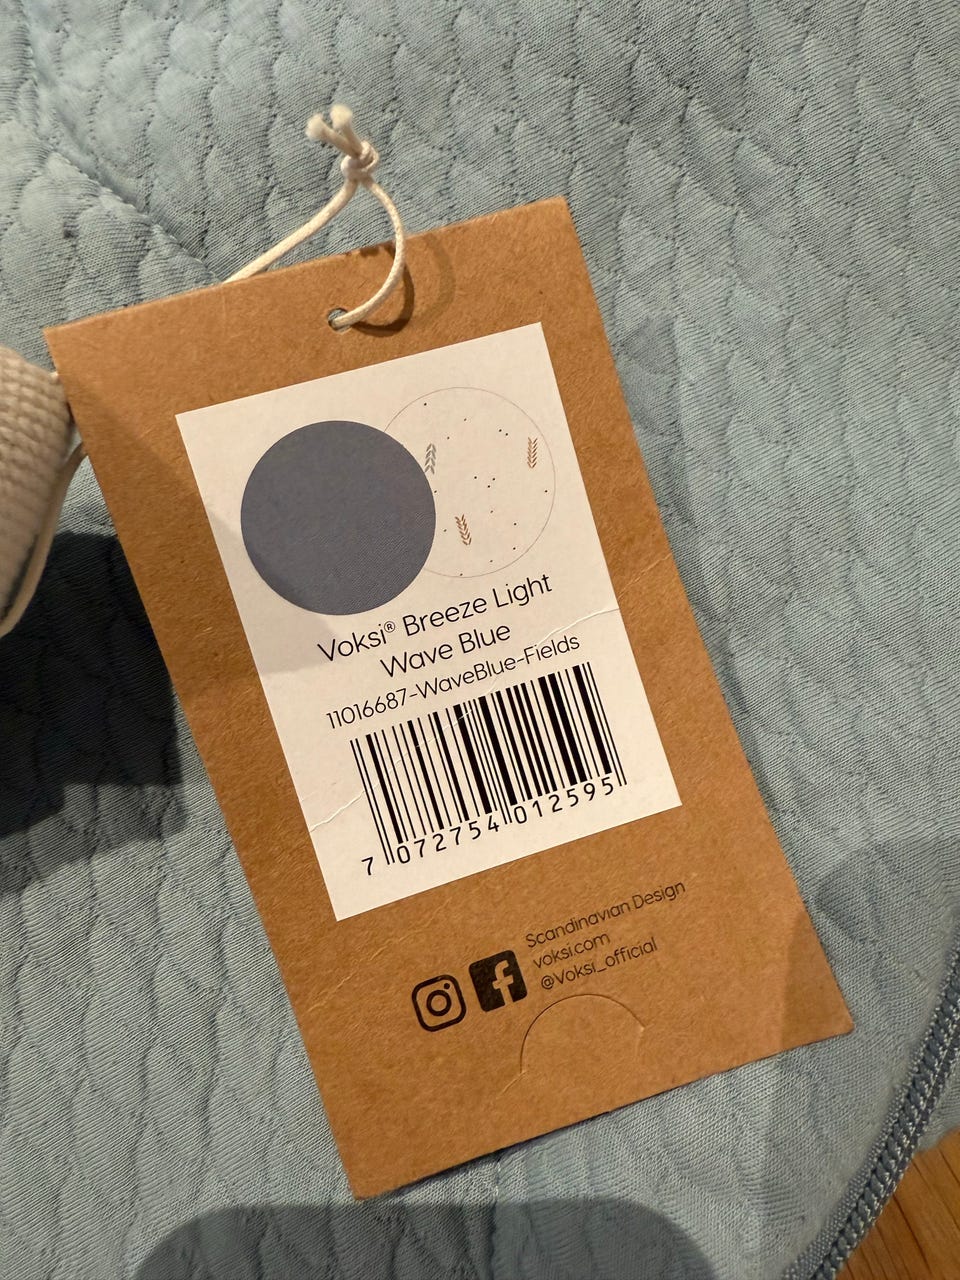 Voksi® Breeze Light
Wave Blue
11016687-WaveBlue-Fields
7 072754 012595
Scandinavian Design
voksi.com
@voksi_official